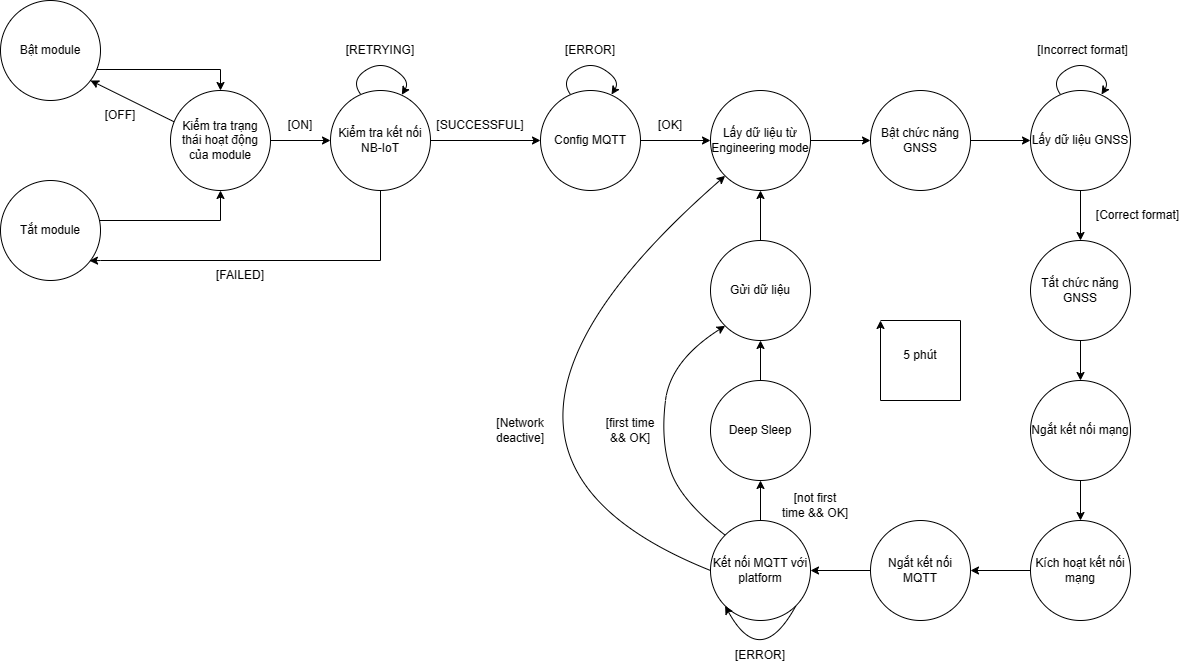 Bật module
[RETRYING]
[ERROR]
[Incorrect format]
[OFF]
Kiểm tra trạng
thái hoạt động
của module
[ON]
Kiểm tra kết nối
NB-IoT
[SUCCESSFUL]
Config MQTT
[OK]
Lấy dữ liệu từ
Engineering mode
Bật chức năng
GNSS
Lấy dữ liệu GNSS
[Correct format]
Tắt module
[FAILED]
Gửi dữ liệu
Tắt chức năng
GNSS
5 phút
[Network
deactive]
[first time
&& OK]
Deep Sleep
Ngắt kết nối mạng
[not first
time && OK]
Kết nối MQTT với
platform
Ngắt kết nối
MQTT
Kích hoạt kết nối
mạng
[ERROR]